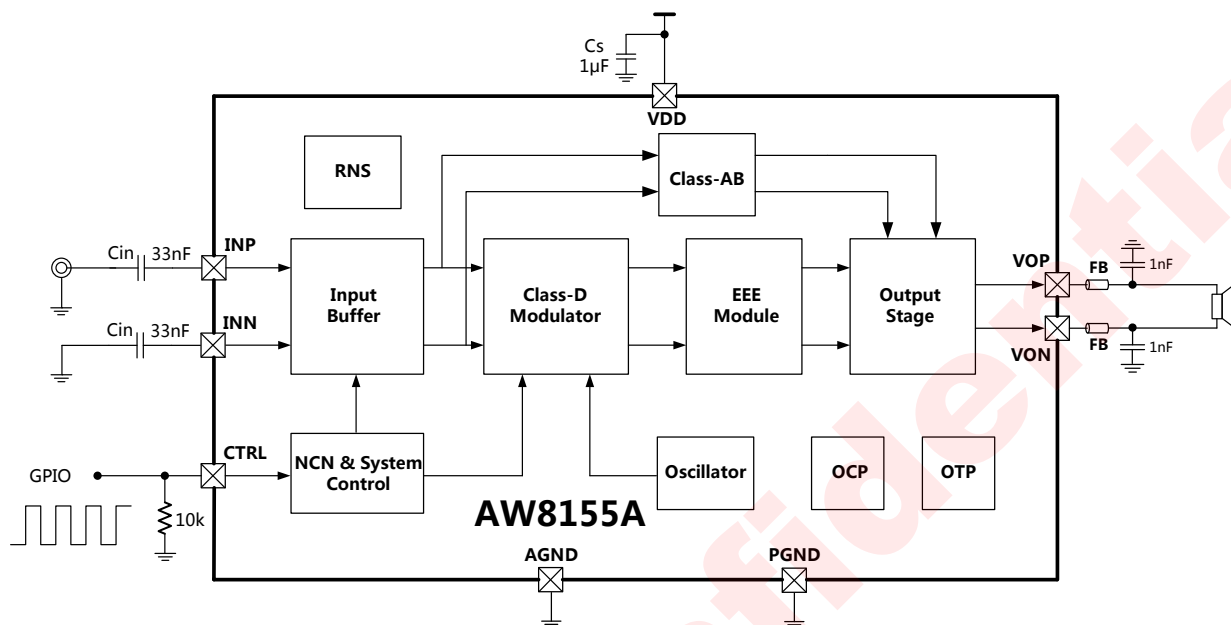 Cs
1μF
VDD
RNS
Class-AB
Cin 33nF
INP
Input
Buffer
Class-D
Modulator
EEE
Module
Output
Stage
VOP
FB
1nF
Cin 33nF
INN
VON
FB
1nF
CTRL
GPIO
10k
NCN & System
Control
Oscillator
OCP
OTP
AW8155A
AGND
PGND
nfidentia